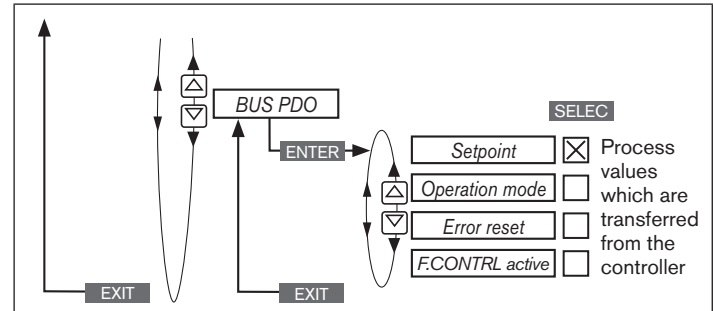 BUS PDO
SELEC
ENTER
Setpoint
Operation mode
Error reset
F.CONTRL active
Process
values
which are
transferred
from the
controller
EXIT
EXIT